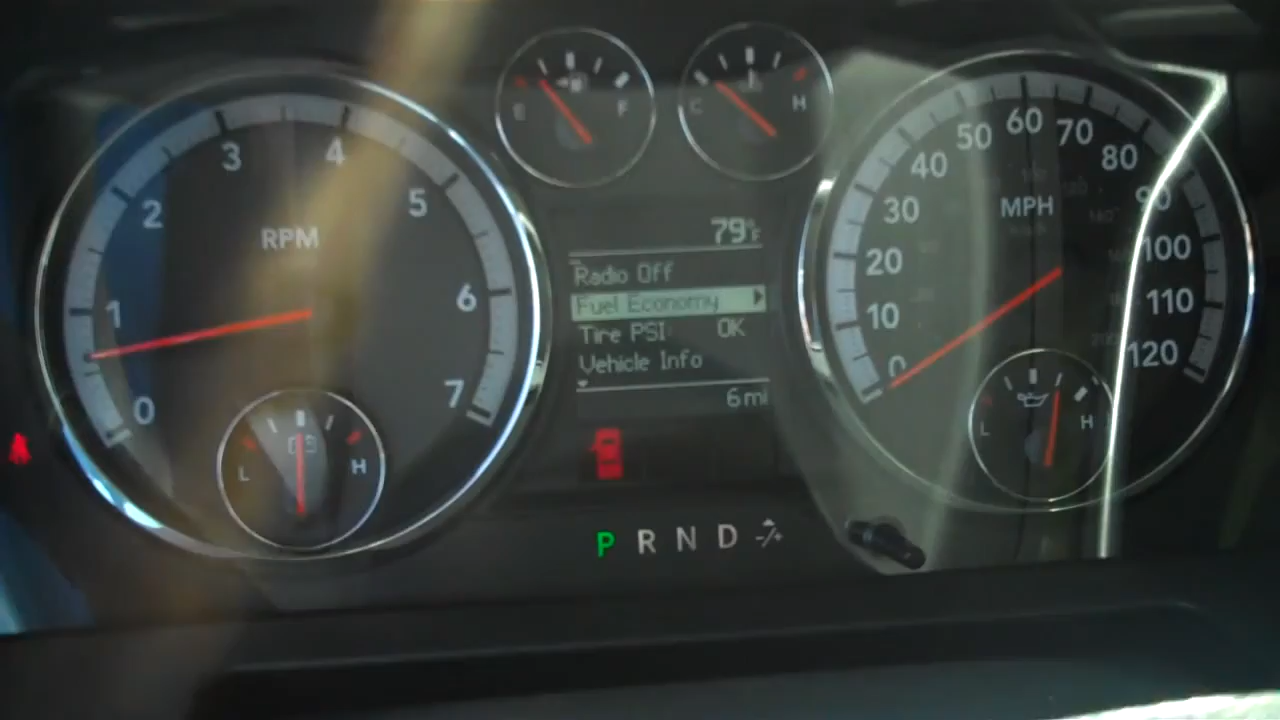 E F
C H
0 1 2 3 4 5 6 7
RPM
L H
79°F
Radio Off
Fuel Economy
Tire PSI OK
Vehicle Info
6 mi
P R N D -/+
0 10 20 30 40 50 60 70 80 90 100 110 120
MPH
L H